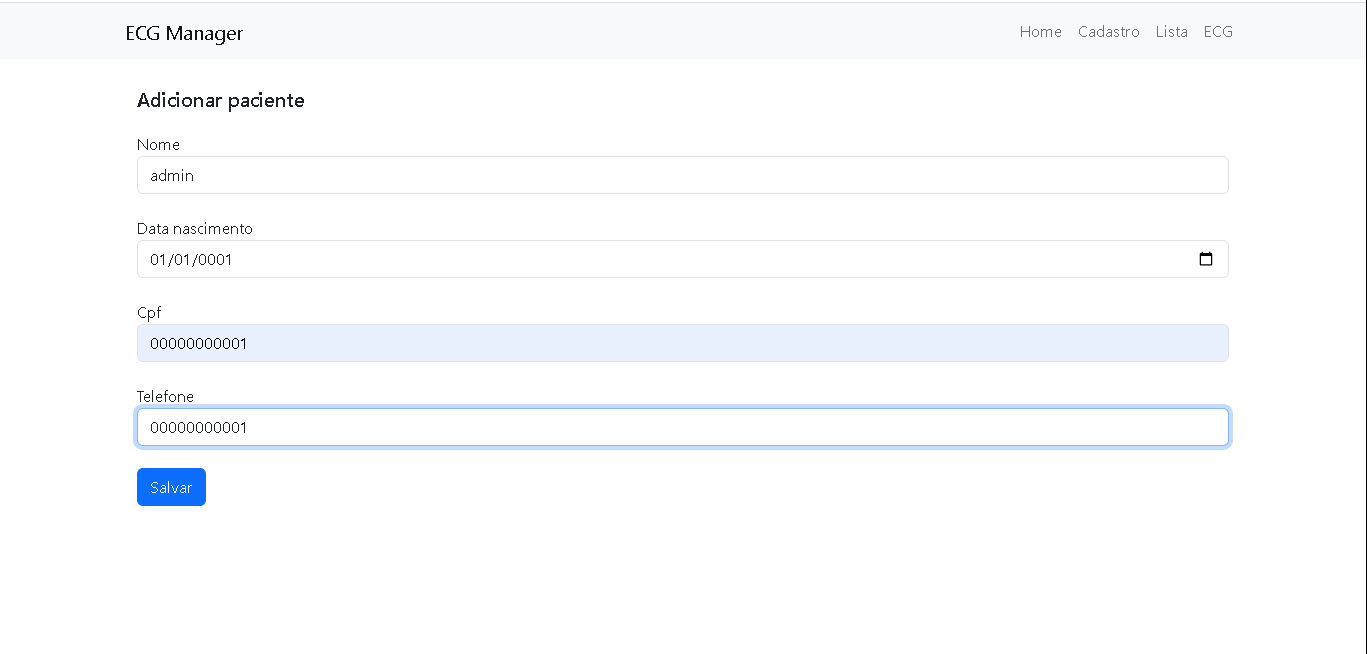 ECG Manager
Home Cadastro Lista ECG
Adicionar paciente
Nome
admin
Data nascimento
01/01/0001
Cpf
00000000001
Telefone
00000000001
Salvar